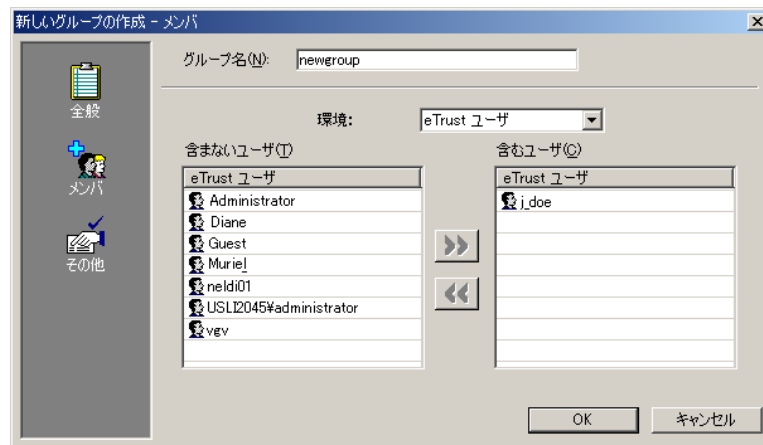 新しいグループの作成 - メンバ
全般
メンバ
その他
グループ名(N): newgroup
環境: eTrust ユーザ
含まないユーザ(T)
eTrust ユーザ
Administrator
Diane
Guest
Muriel
neldi01
USLI2045¥administrator
vgv
含むユーザ(C)
eTrust ユーザ
j_doe
OK キャンセル